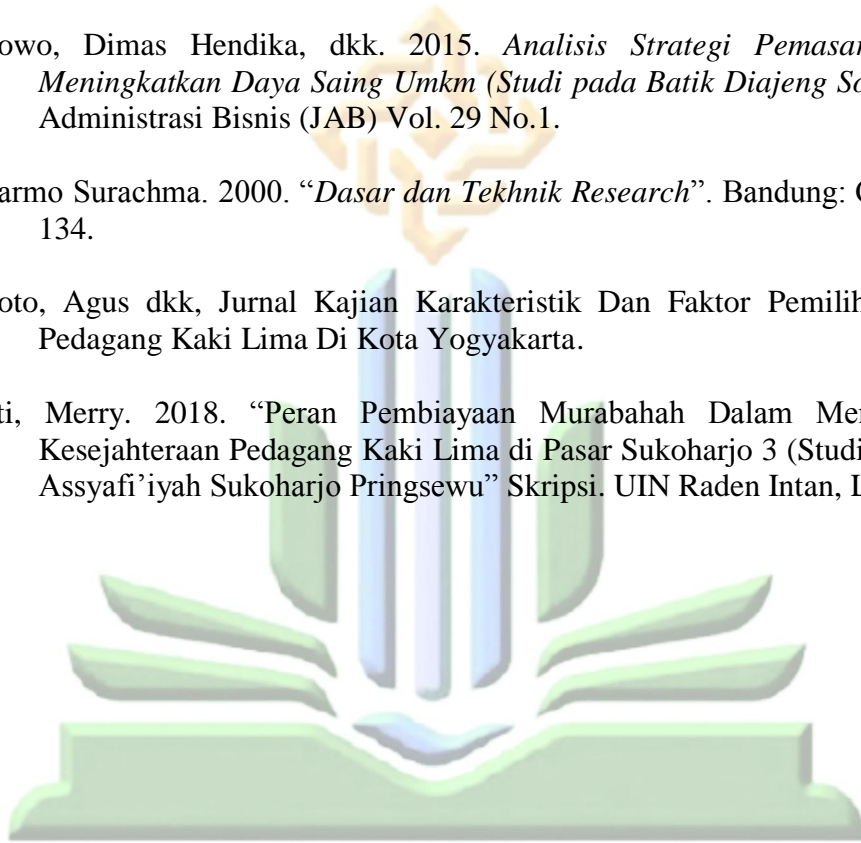 owo, Dimas Hendika, dkk. 2015. Analisis Strategi Pemasar
Meningkatkan Daya Saing Umkm (Studi pada Batik Diajeng So
Administrasi Bisnis (JAB) Vol. 29 No.1.
armo Surachma. 2000. “Dasar dan Tekhnik Research”. Bandung: C
134.
oto, Agus dkk, Jurnal Kajian Karakteristik Dan Faktor Pemilih
Pedagang Kaki Lima Di Kota Yogyakarta.
ti, Merry. 2018. “Peran Pembiayaan Murabahah Dalam Men
Kesejahteraan Pedagang Kaki Lima di Pasar Sukoharjo 3 (Studi
Assyafi’iyah Sukoharjo Pringsewu” Skripsi. UIN Raden Intan, L